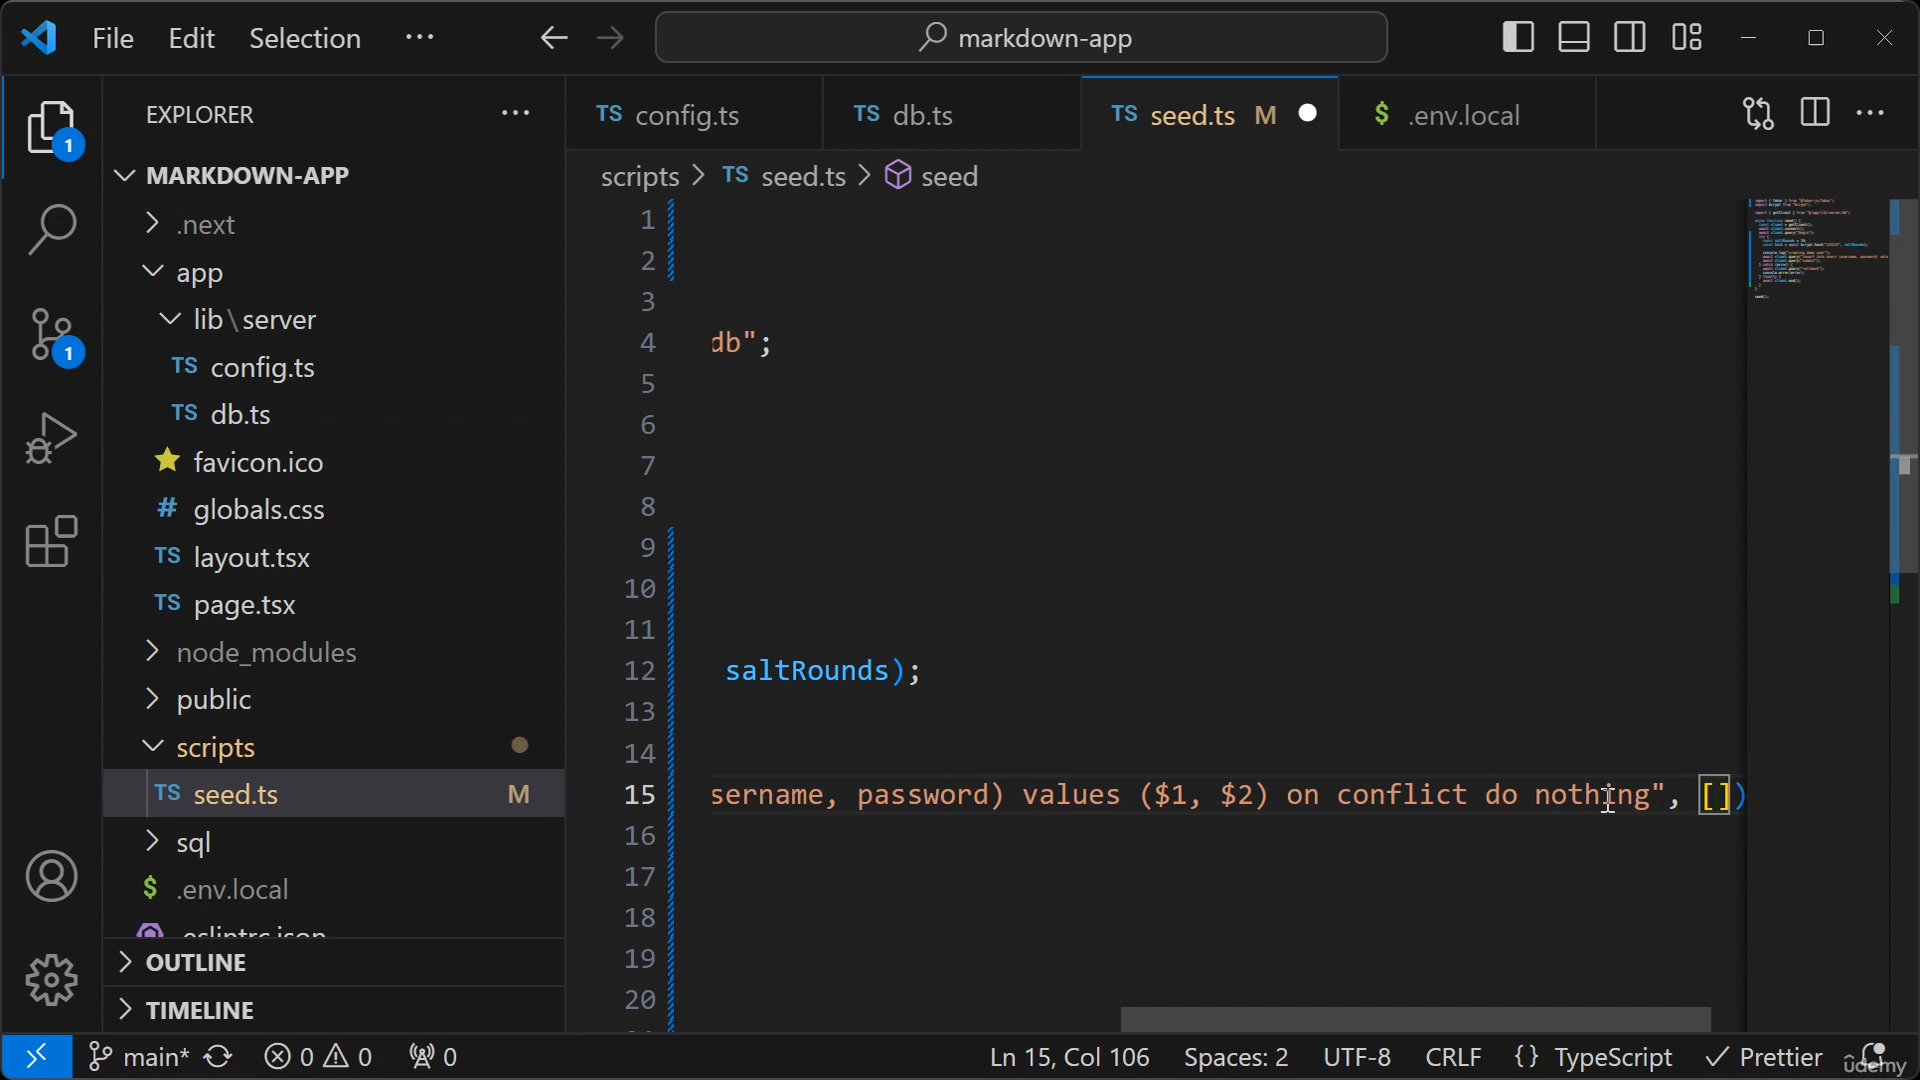 File Edit Selection ···
markdown-app
EXPLORER ···
MARKDOWN-APP
.next
app
lib\server
TS config.ts
TS db.ts
favicon.ico
# globals.css
TS layout.tsx
TS page.tsx
node_modules
public
scripts
TS seed.ts M
sql
$ .env.local
.eslintrc.json
OUTLINE
TIMELINE
1
1
TS config.ts
TS db.ts
TS seed.ts M
$ .env.local
scripts > TS seed.ts > seed
1
2
3
4 db";
5
6
7
8
9
10
11
12 saltRounds);
13
14
15 sername, password) values ($1, $2) on conflict do nothing", [])
16
17
18
19
20
main* 0 0 0
Ln 15, Col 106 Spaces: 2 UTF-8 CRLF {} TypeScript Prettier
ûdemy